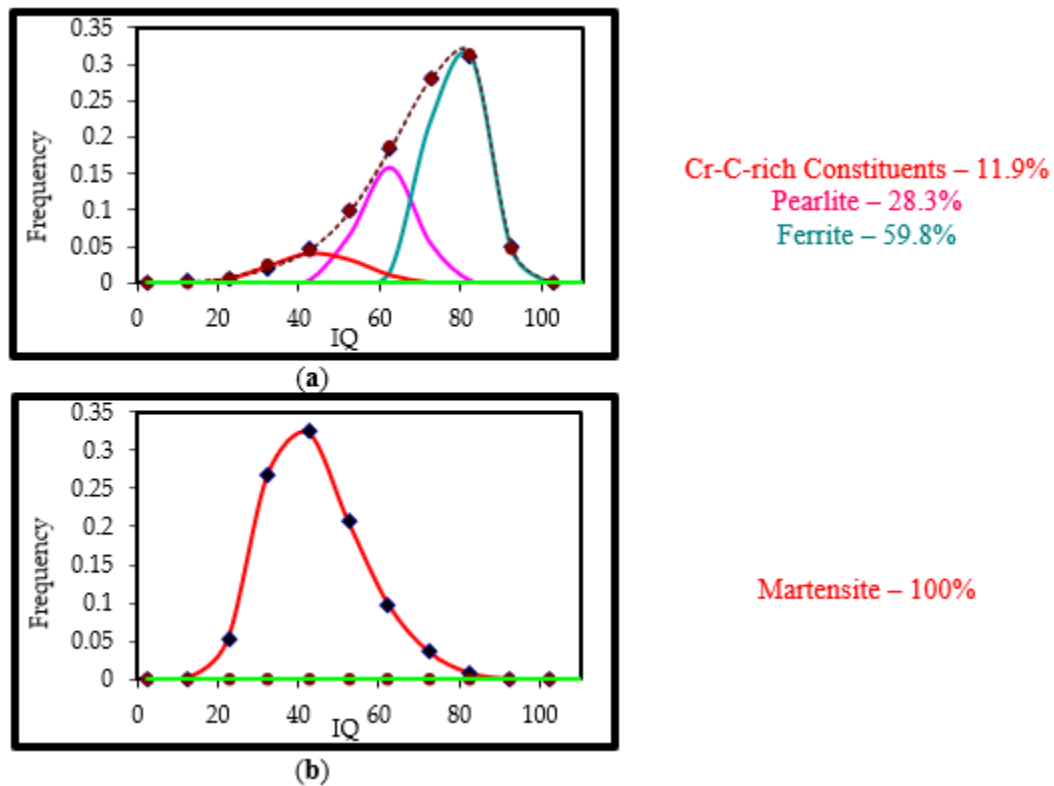 0.35
0.3
0.25
0.2
0.15
0.1
0.05
0
Frequency
0 20 40 60 80 100
IQ
Cr-C-rich Constituents – 11.9%
Pearlite – 28.3%
Ferrite – 59.8%
(a)
0.35
0.3
0.25
0.2
0.15
0.1
0.05
0
Frequency
0 20 40 60 80 100
IQ
Martensite – 100%
(b)